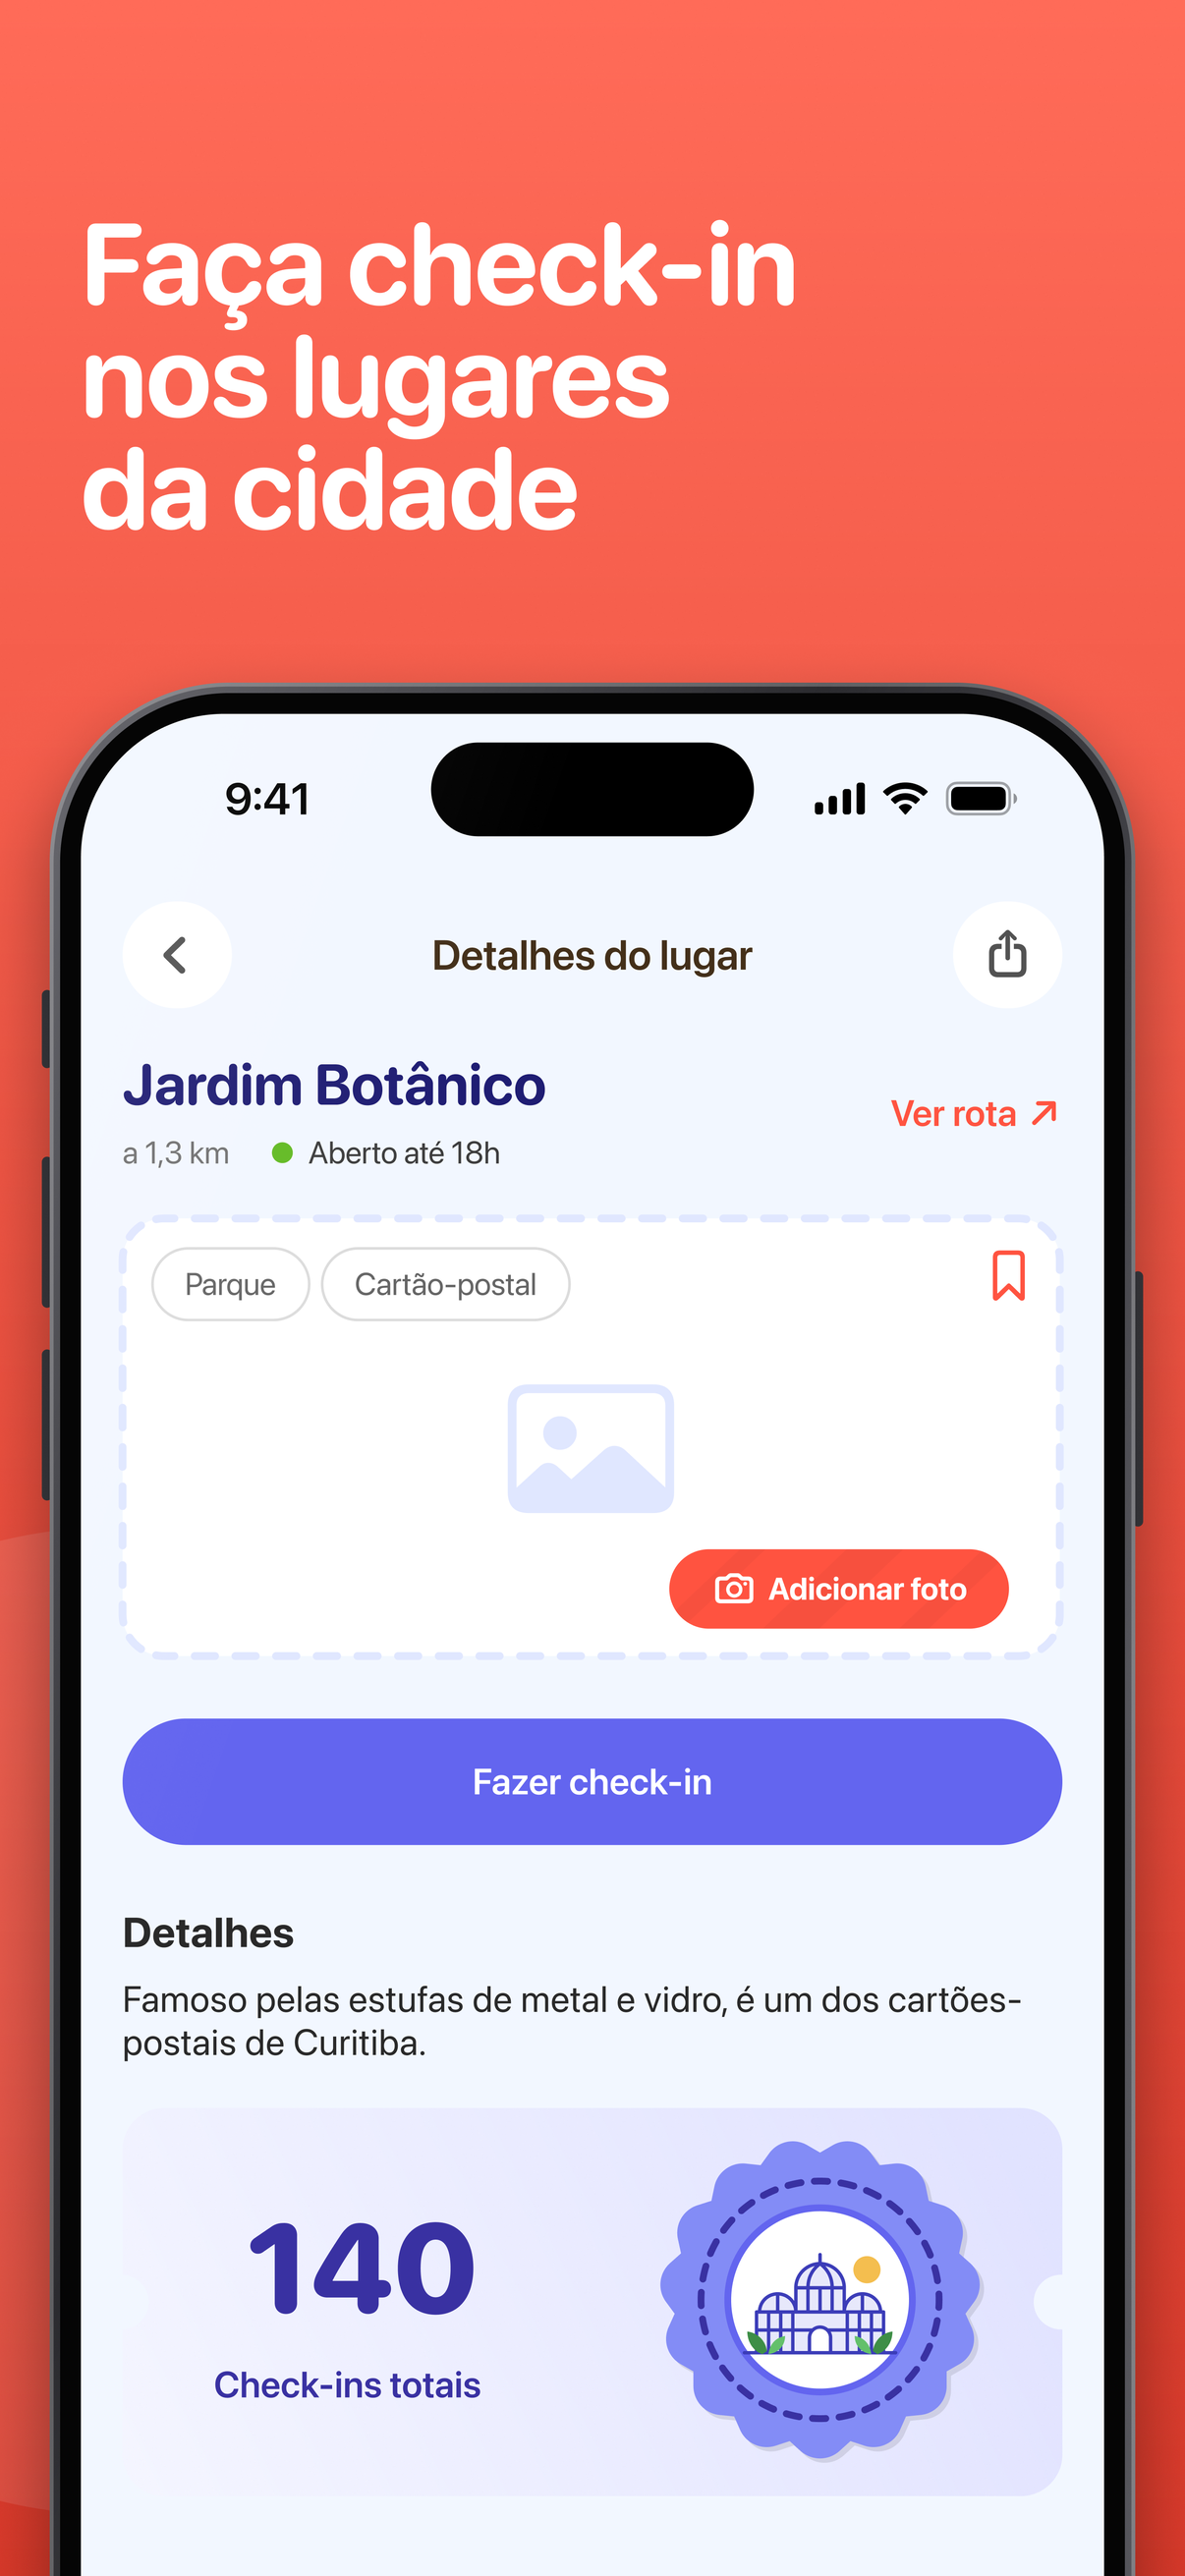 Faça check-in
nos lugares
da cidade
9:41
Detalhes do lugar
Jardim Botânico
Ver rota
a 1,3 km
Aberto até 18h
Parque
Cartão-postal
Adicionar foto
Fazer check-in
Detalhes
Famoso pelas estufas de metal e vidro, é um dos cartões-
postais de Curitiba.
140
Check-ins totais